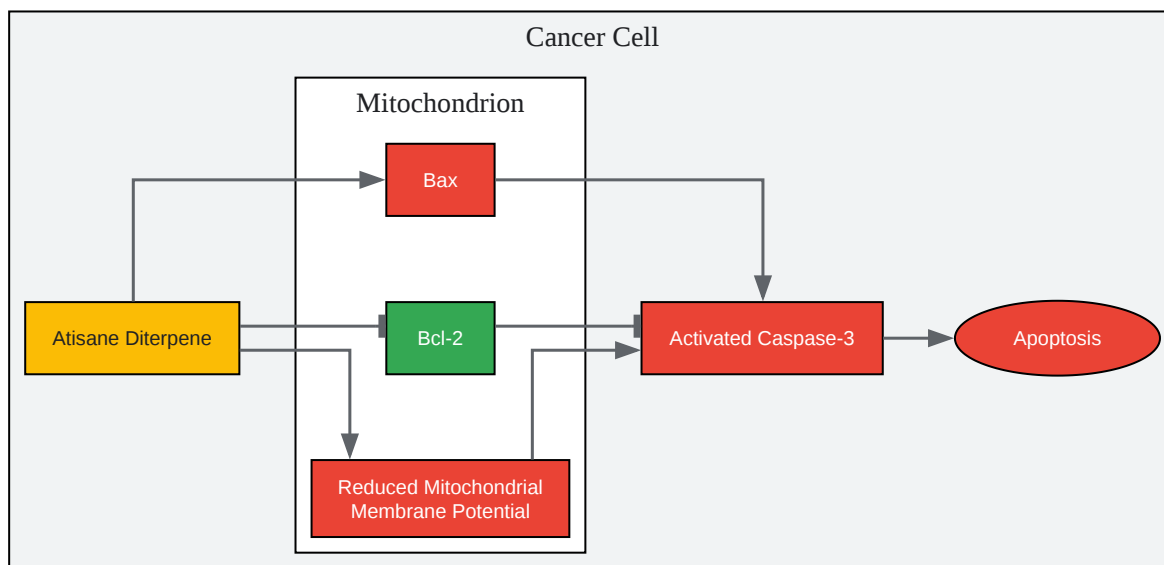 Cancer Cell
Mitochondrion
Bax
Atisane Diterpene
Bcl-2
Activated Caspase-3
Apoptosis
Reduced Mitochondrial
Membrane Potential